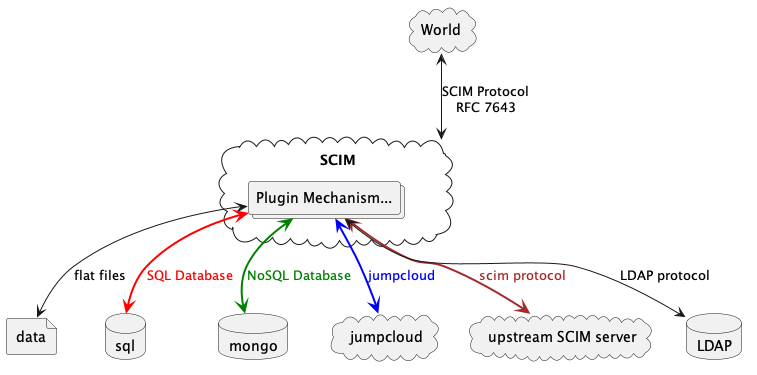 World
SCIM Protocol
RFC 7643
SCIM
Plugin Mechanism...
flat files
SQL Database
NoSQL Database
jumpcloud
scim protocol
LDAP protocol
data
sql
mongo
jumpcloud
upstream SCIM server
LDAP